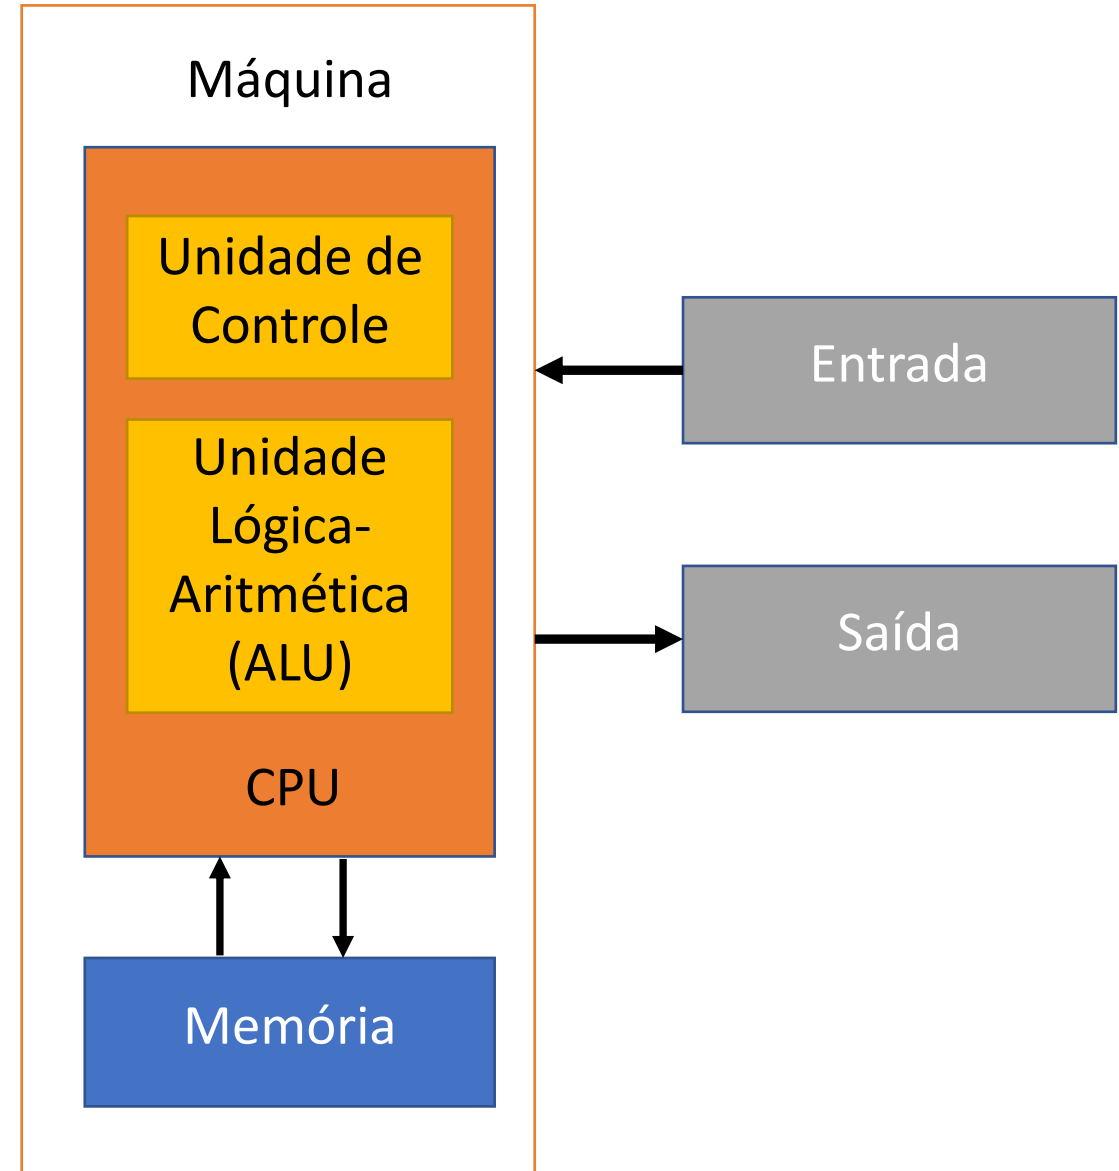 Máquina
Unidade de
Controle
Unidade
Lógica-
Aritmética
(ALU)
CPU
Memória
Entrada
Saída